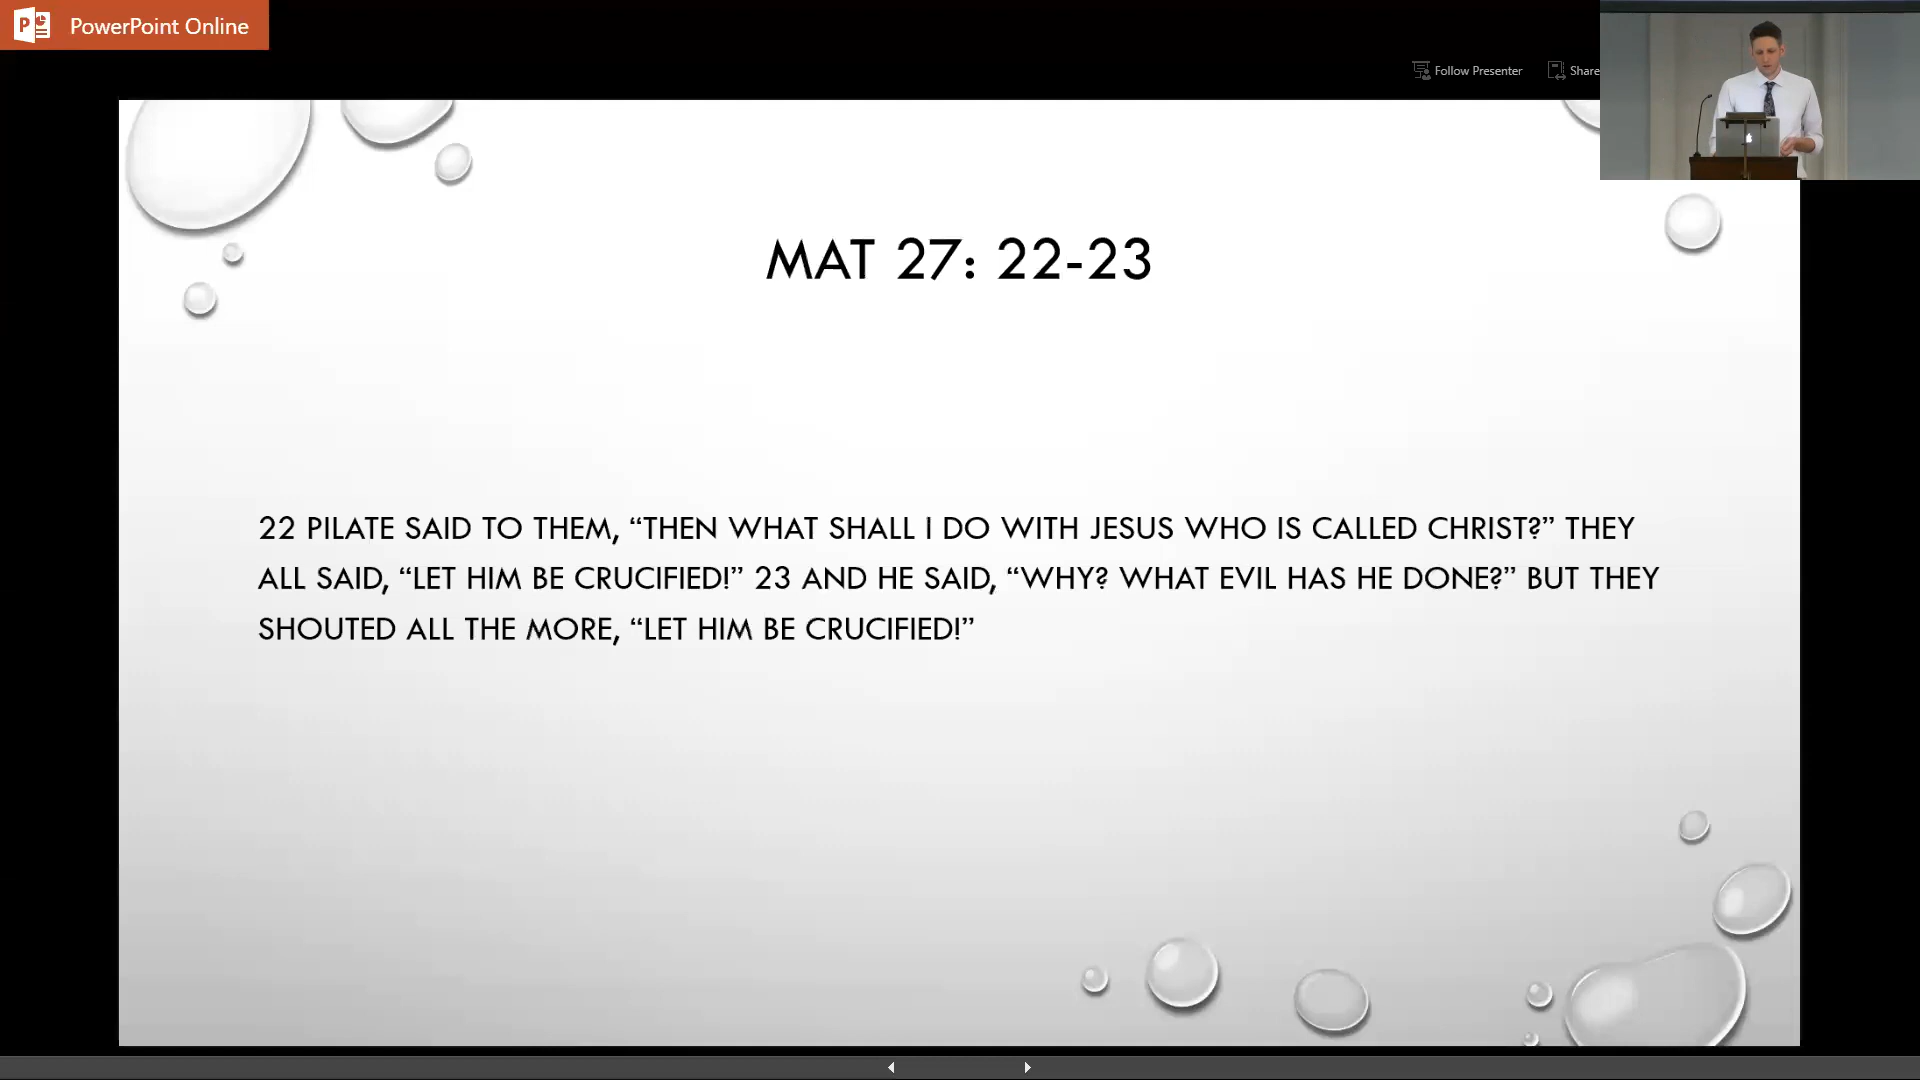 PowerPoint Online
Follow Presenter
Share
MAT 27: 22-23
22 PILATE SAID TO THEM, “THEN WHAT SHALL I DO WITH JESUS WHO IS CALLED CHRIST?” THEY
ALL SAID, “LET HIM BE CRUCIFIED!” 23 AND HE SAID, “WHY? WHAT EVIL HAS HE DONE?” BUT THEY
SHOUTED ALL THE MORE, “LET HIM BE CRUCIFIED!”